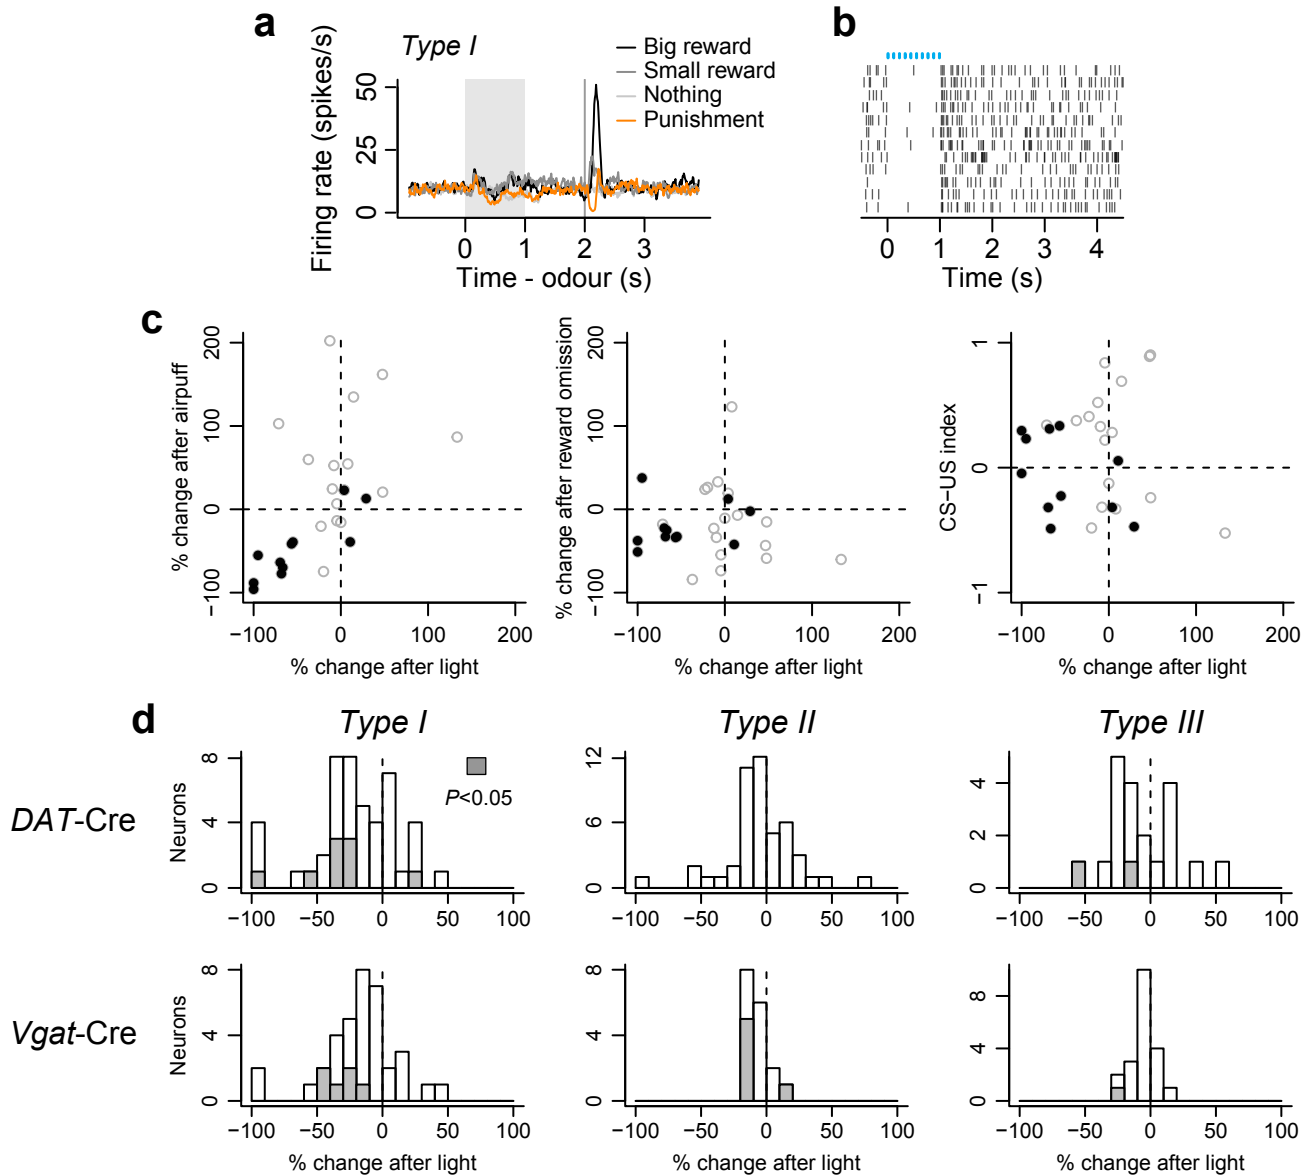 a
Type I
Big reward
Small reward
Nothing
Punishment
Firing rate (spikes/s)
50
25
0
0 1 2 3
Time - odour (s)
b
0 1 2 3 4
Time (s)
c
% change after airpuff
200
100
0
−100
−100 0 100 200
% change after light
% change after reward omission
200
100
0
−100
−100 0 100 200
% change after light
CS−US index
1
0
−1
−100 0 100 200
% change after light
d
Type I
Type II
Type III
DAT-Cre
Neurons
8
4
0
P<0.05
−100 −50 0 50 100
12
6
0
−100 −50 0 50 100
4
2
0
−100 −50 0 50 100
Vgat-Cre
Neurons
8
4
0
−100 −50 0 50 100
% change after light
8
4
0
−100 −50 0 50 100
% change after light
8
4
0
−100 −50 0 50 100
% change after light